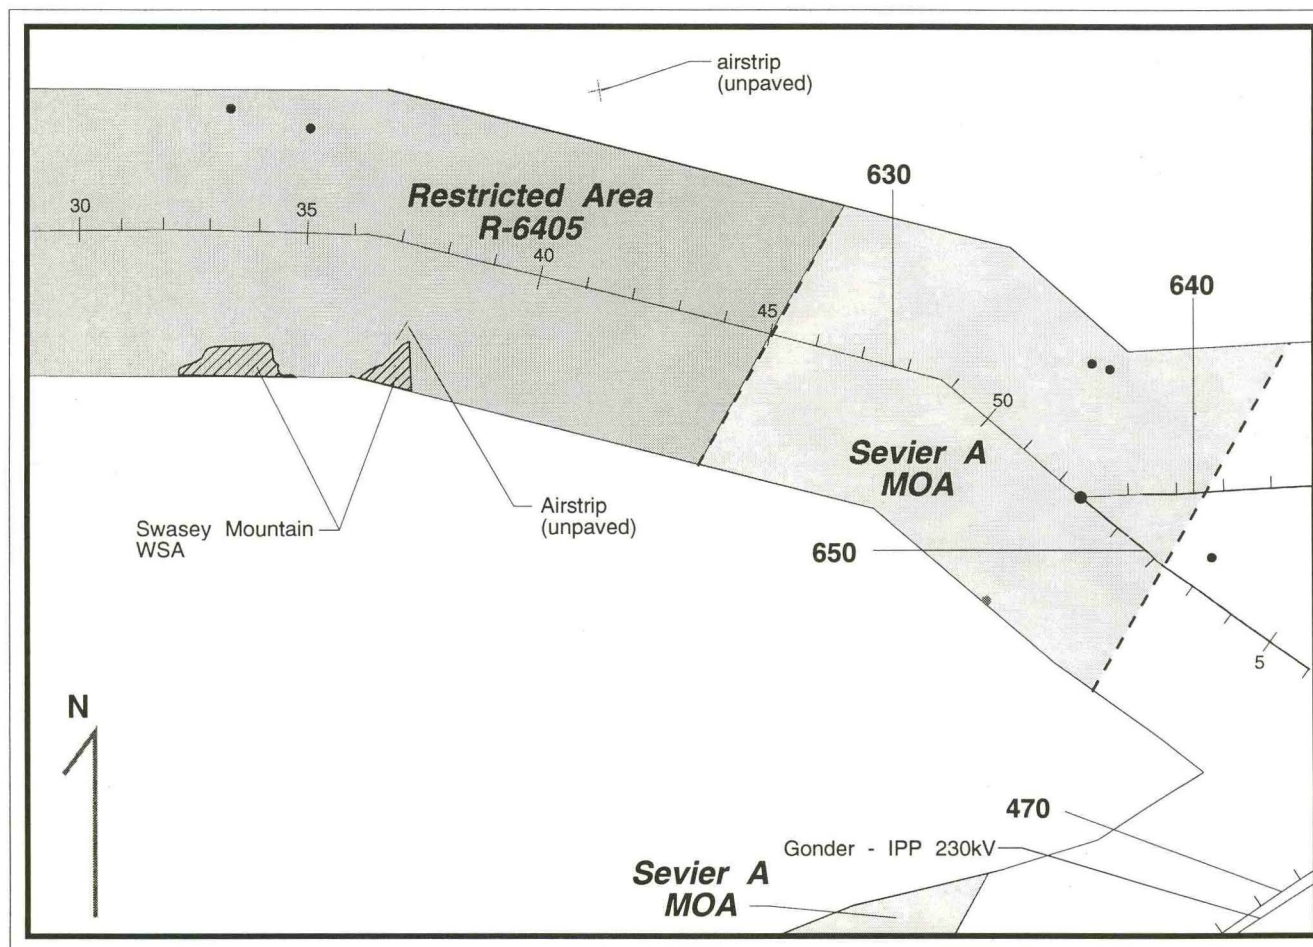 airstrip
(unpaved)
630
Restricted Area
R-6405
30
35
40
45
640
50
Sevier A
MOA
Swasey Mountain
WSA
Airstrip
(unpaved)
650
5
N
470
Gonder - IPP 230kV
Sevier A
MOA